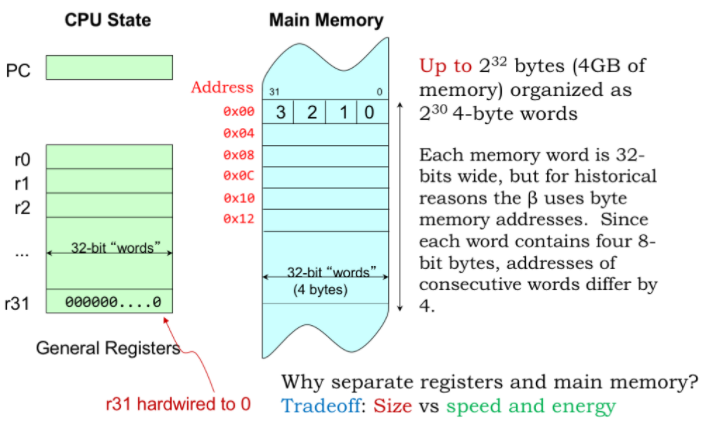 CPU State
PC
r0
r1
r2
...
32-bit “words”
r31
000000....0
General Registers
r31 hardwired to 0
Main Memory
Address
31
0
0x00
3 2 1 0
0x04
0x08
0x0C
0x10
0x12
32-bit “words”
(4 bytes)
Up to 2³² bytes (4GB of
memory) organized as
2³⁰ 4-byte words
Each memory word is 32-
bits wide, but for historical
reasons the β uses byte
memory addresses. Since
each word contains four 8-
bit bytes, addresses of
consecutive words differ by
4.
Why separate registers and main memory?
Tradeoff: Size vs speed and energy